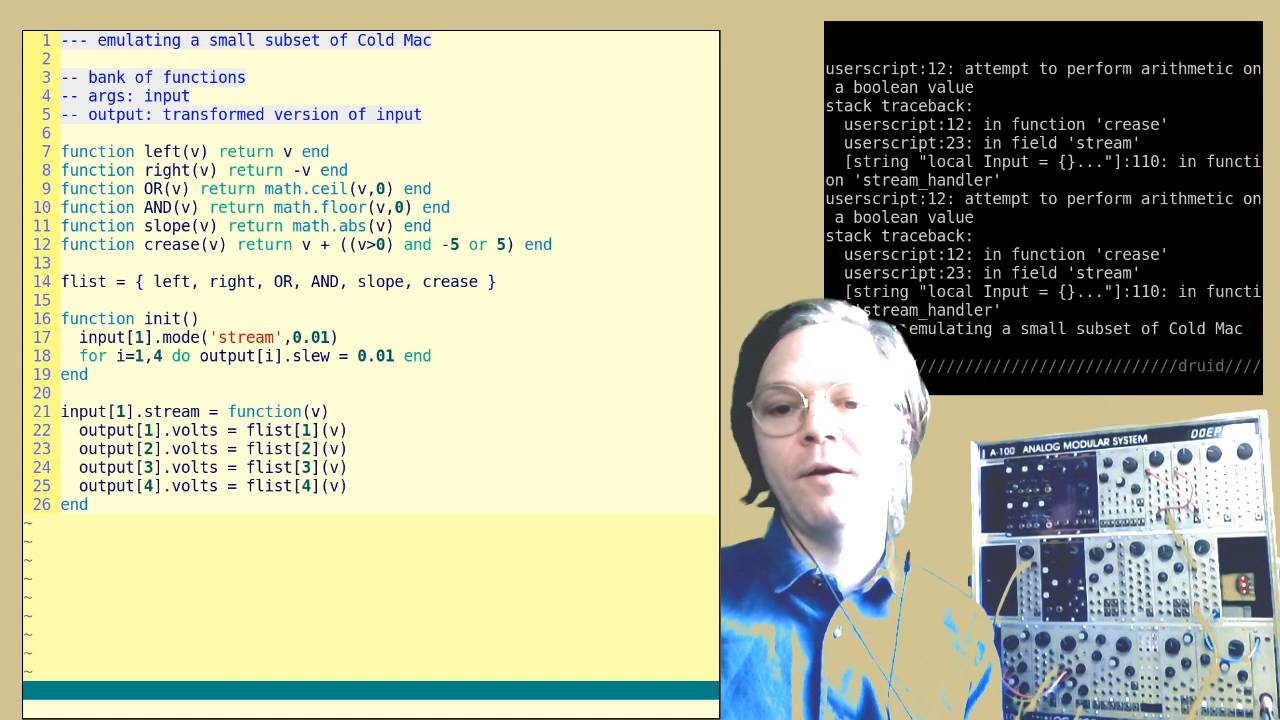 1 --- emulating a small subset of Cold Mac
2
3 -- bank of functions
4 -- args: input
5 -- output: transformed version of input
6
7 function left(v) return v end
8 function right(v) return -v end
9 function OR(v) return math.ceil(v,0) end
10 function AND(v) return math.floor(v,0) end
11 function slope(v) return math.abs(v) end
12 function crease(v) return v + ((v>0) and -5 or 5) end
13
14 flist = { left, right, OR, AND, slope, crease }
15
16 function init()
17   input[1].mode('stream',0.01)
18   for i=1,4 do output[i].slew = 0.01 end
19 end
20
21 input[1].stream = function(v)
22   output[1].volts = flist[1](v)
23   output[2].volts = flist[2](v)
24   output[3].volts = flist[3](v)
25   output[4].volts = flist[4](v)
26 end
~
~
~
~
~
~
~
~
~
userscript:12: attempt to perform arithmetic on
 a boolean value
stack traceback:
  userscript:12: in function 'crease'
  userscript:23: in field 'stream'
  [string "local Input = {}..."]:110: in functi
on 'stream_handler'
userscript:12: attempt to perform arithmetic on
 a boolean value
stack traceback:
  userscript:12: in function 'crease'
  userscript:23: in field 'stream'
  [string "local Input = {}..."]:110: in functi
'stream_handler'
emulating a small subset of Cold Mac
////////////////////////////druid////
A-100 ANALOG MODULAR SYSTEM